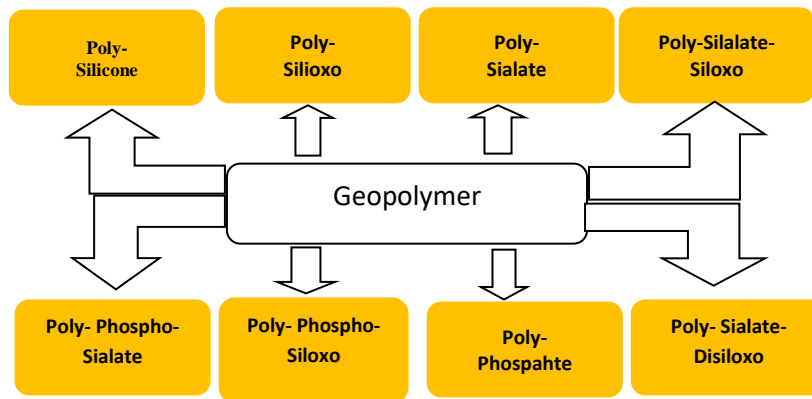 Poly-
Silicone
Poly-
Silioxo
Poly-
Sialate
Poly-Silalate-
Siloxo
Geopolymer
Poly- Phospho-
Sialate
Poly- Phospho-
Siloxo
Poly-
Phospahte
Poly- Sialate-
Disiloxo